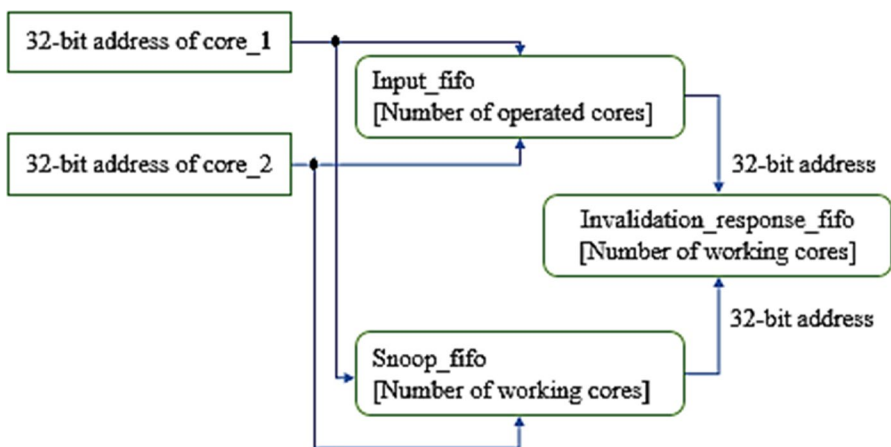 32-bit address of core_1
Input_fifo
[Number of operated cores]
32-bit address of core_2
32-bit address
Invalidation_response_fifo
[Number of working cores]
32-bit address
Snoop_fifo
[Number of working cores]